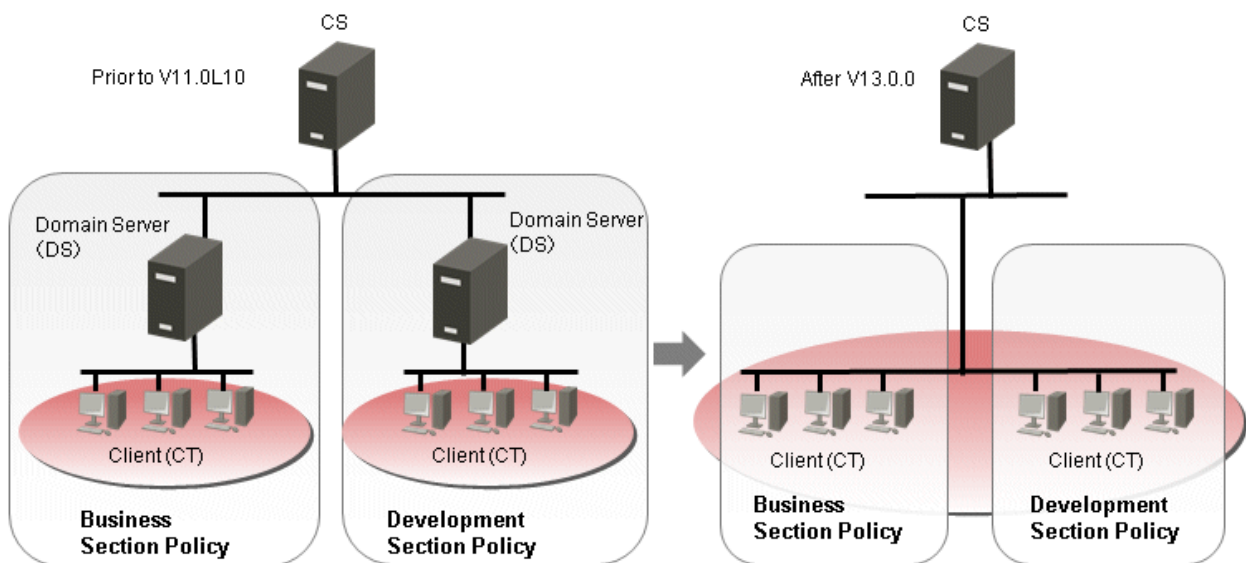 CS
Prior to V11.0L10
Domain Server
(DS)
Domain Server
(DS)
Client (CT)
Client (CT)
Business
Section Policy
Development
Section Policy
CS
After V13.0.0
Client (CT)
Client (CT)
Business
Section Policy
Development
Section Policy